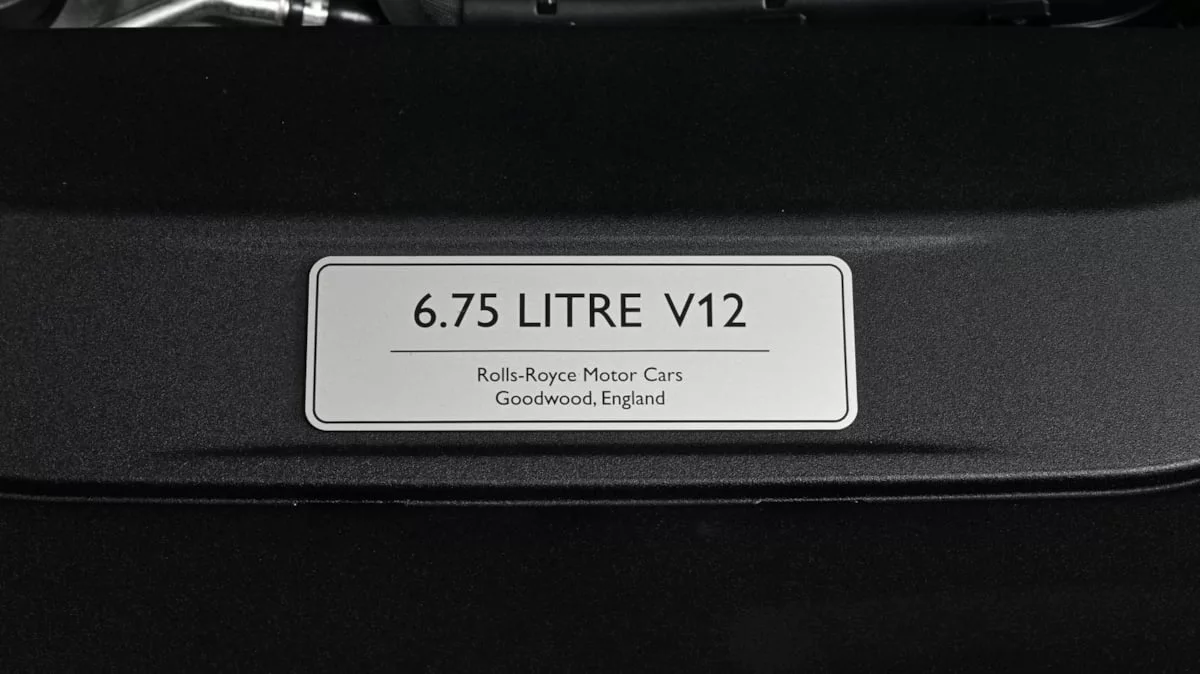 6.75 LITRE V12
Rolls-Royce Motor Cars
Goodwood, England